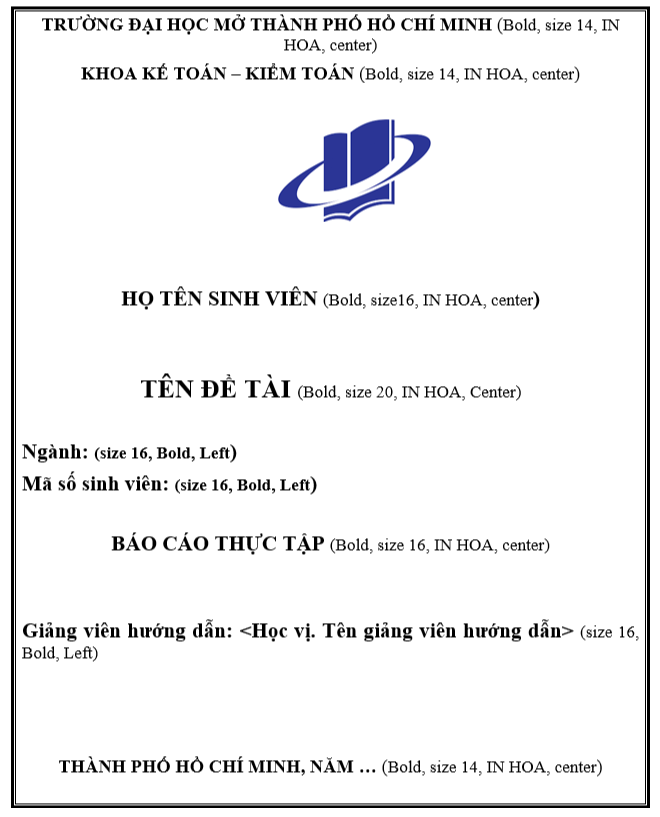 TRƯỜNG ĐẠI HỌC MỞ THÀNH PHỐ HỒ CHÍ MINH (Bold, size 14, IN
HOA, center)
KHOA KẾ TOÁN – KIỂM TOÁN (Bold, size 14, IN HOA, center)
HỌ TÊN SINH VIÊN (Bold, size16, IN HOA, center)
TÊN ĐỀ TÀI (Bold, size 20, IN HOA, Center)
Ngành: (size 16, Bold, Left)
Mã số sinh viên: (size 16, Bold, Left)
BÁO CÁO THỰC TẬP (Bold, size 16, IN HOA, center)
Giảng viên hướng dẫn: <Học vị. Tên giảng viên hướng dẫn> (size 16,
Bold, Left)
THÀNH PHỐ HỒ CHÍ MINH, NĂM … (Bold, size 14, IN HOA, center)